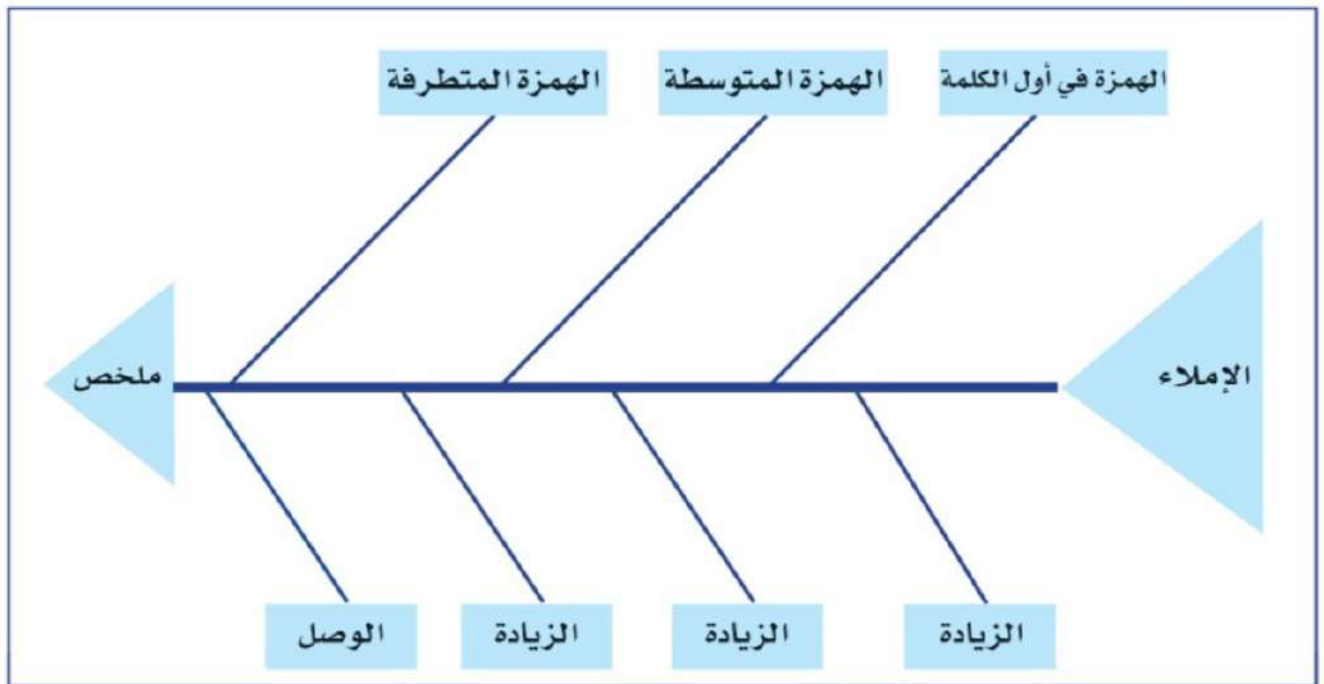 الهمزة في أول الكلمة
الهمزة المتوسطة
الهمزة المتطرفة
الإملاء
ملخص
الزيادة
الزيادة
الزيادة
الوصل